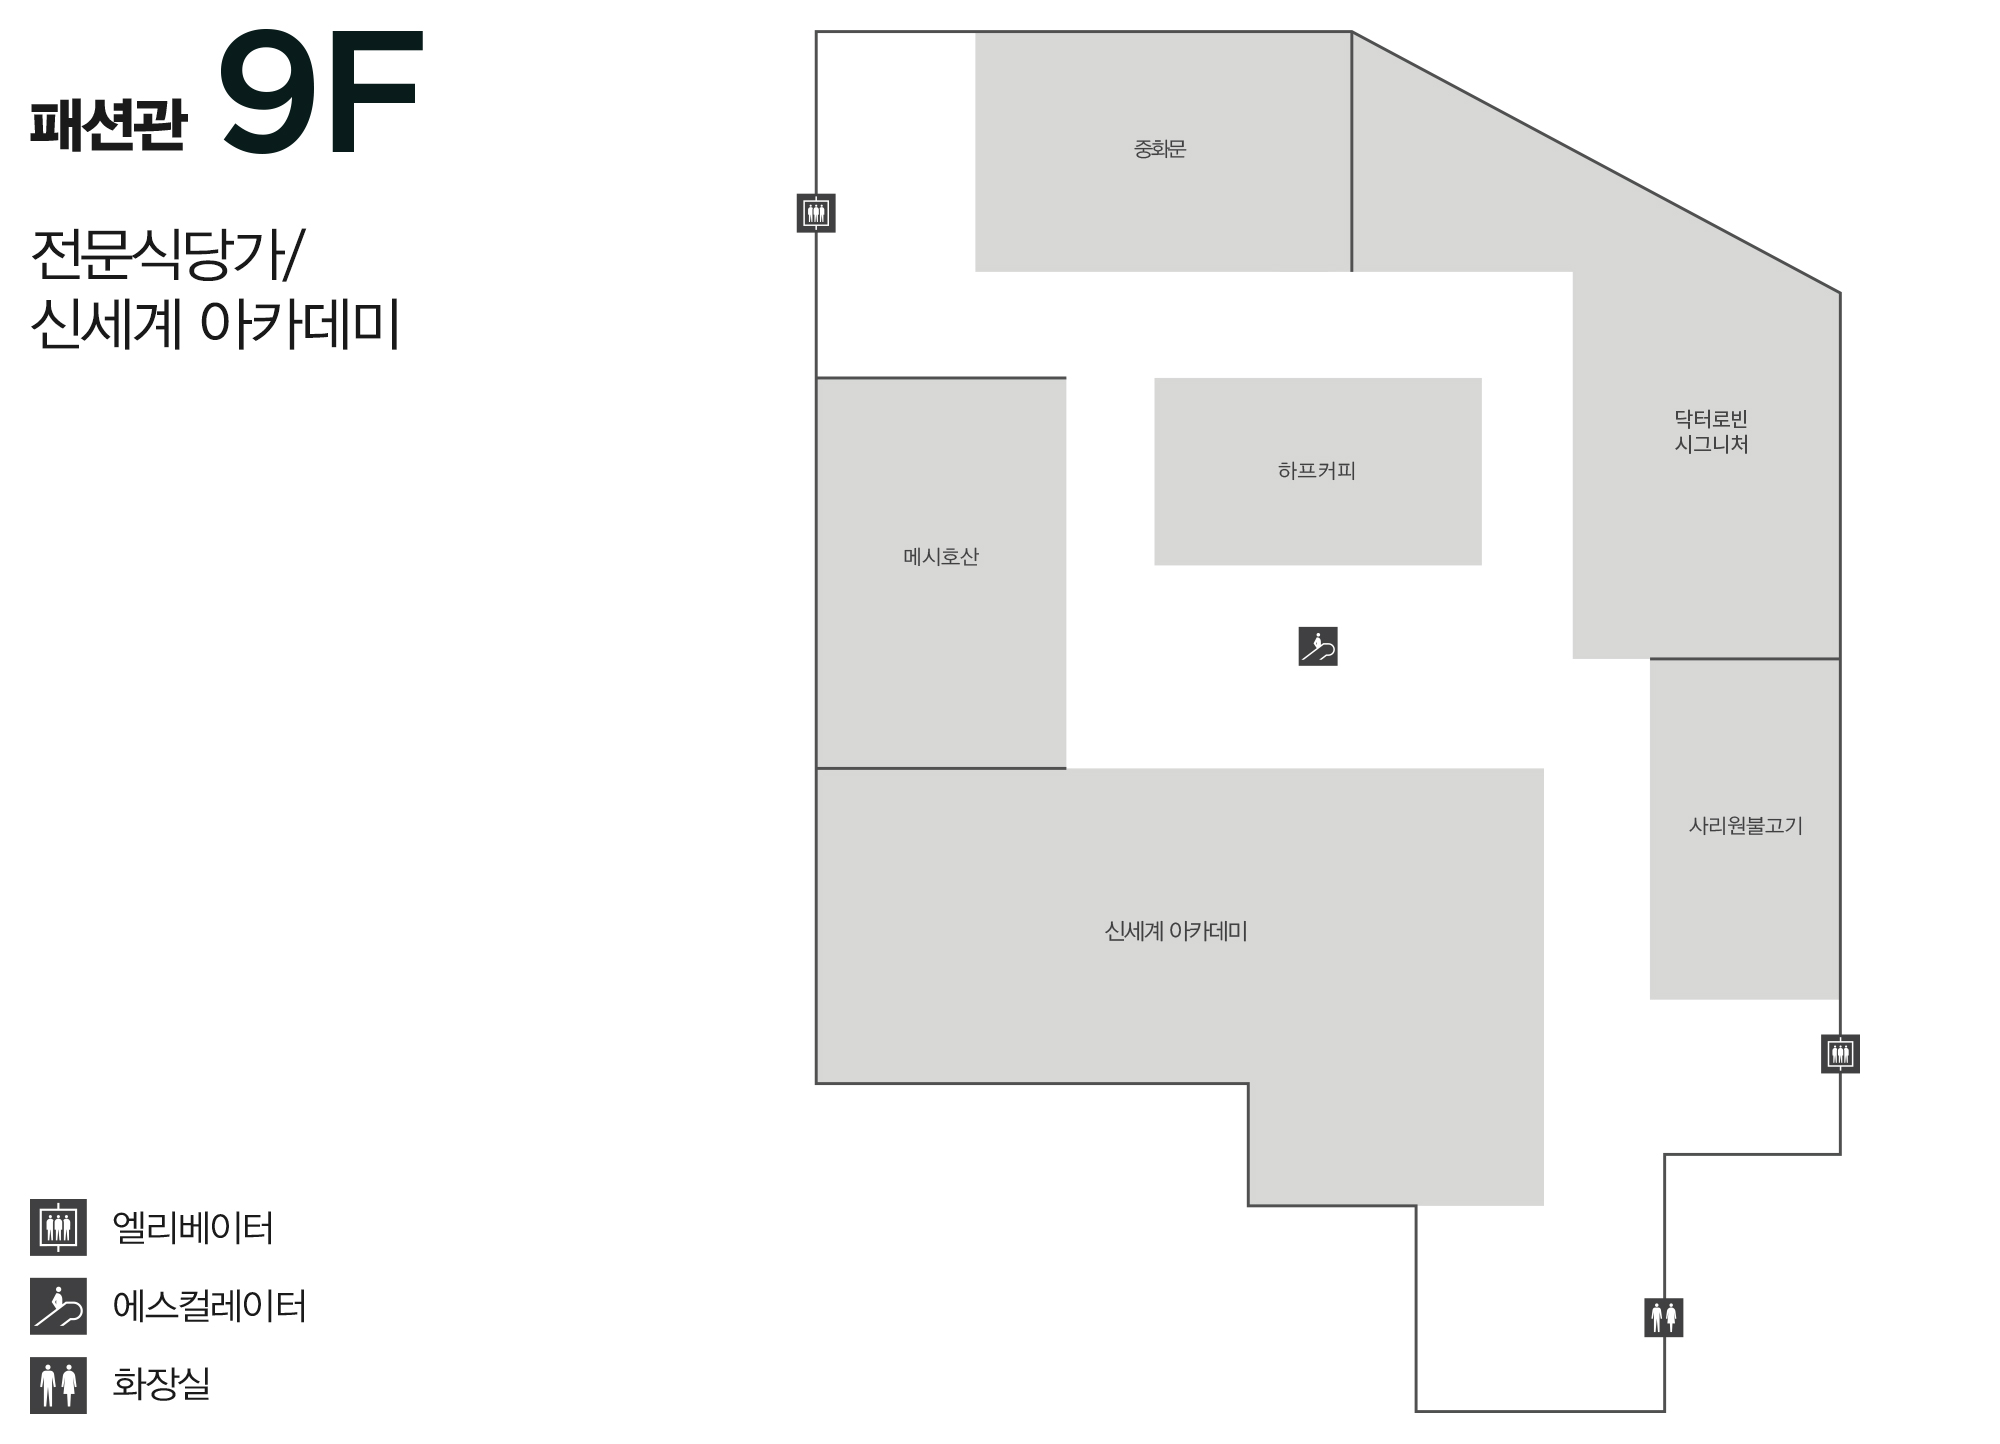 패션관 9F
전문식당가/
신세계 아카데미
중화문
닥터로빈
시그니처
하프커피
메시호산
사리원불고기
신세계 아카데미
엘리베이터
에스컬레이터
화장실